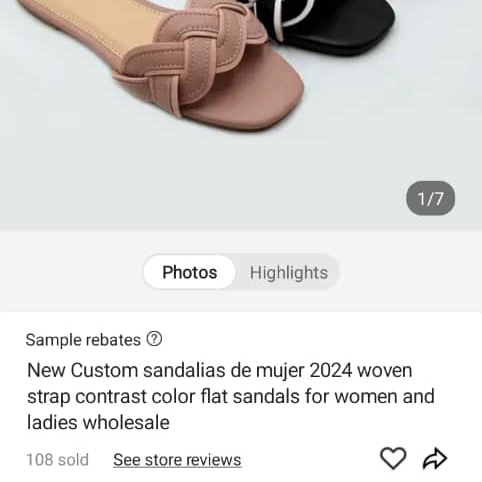 1/7
Photos Highlights
Sample rebates ?
New Custom sandalias de mujer 2024 woven
strap contrast color flat sandals for women and
ladies wholesale
108 sold See store reviews